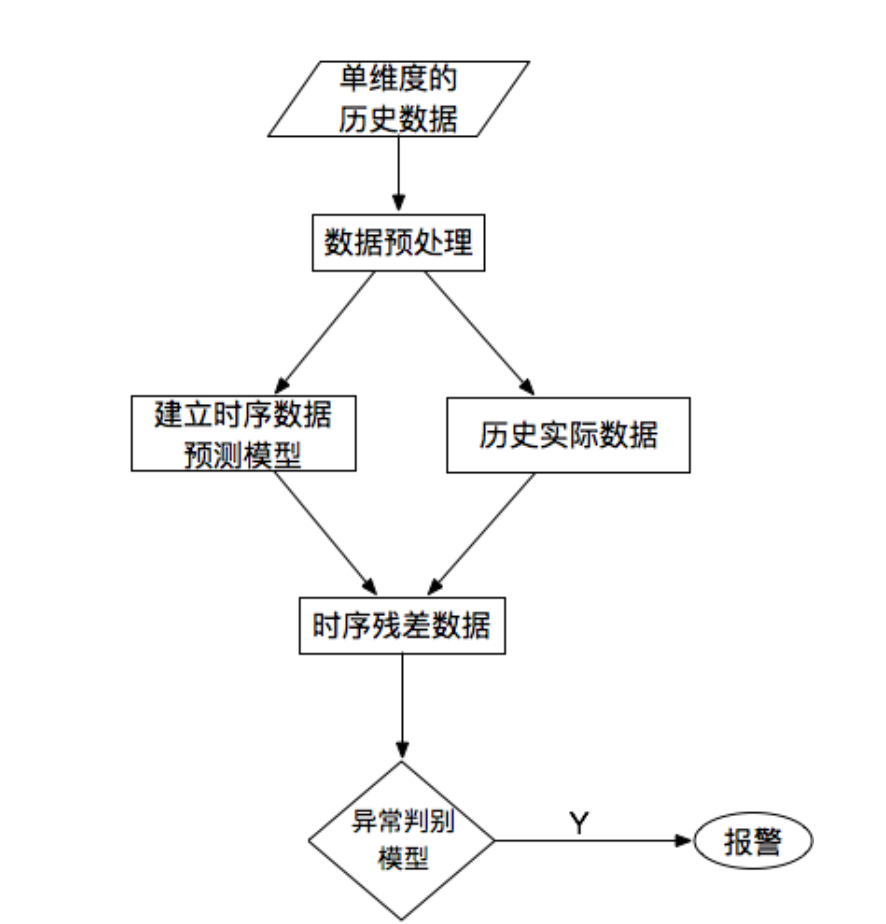 单维度的
历史数据
数据预处理
建立时序数据
预测模型
历史实际数据
时序残差数据
异常判别
模型
Y
报警